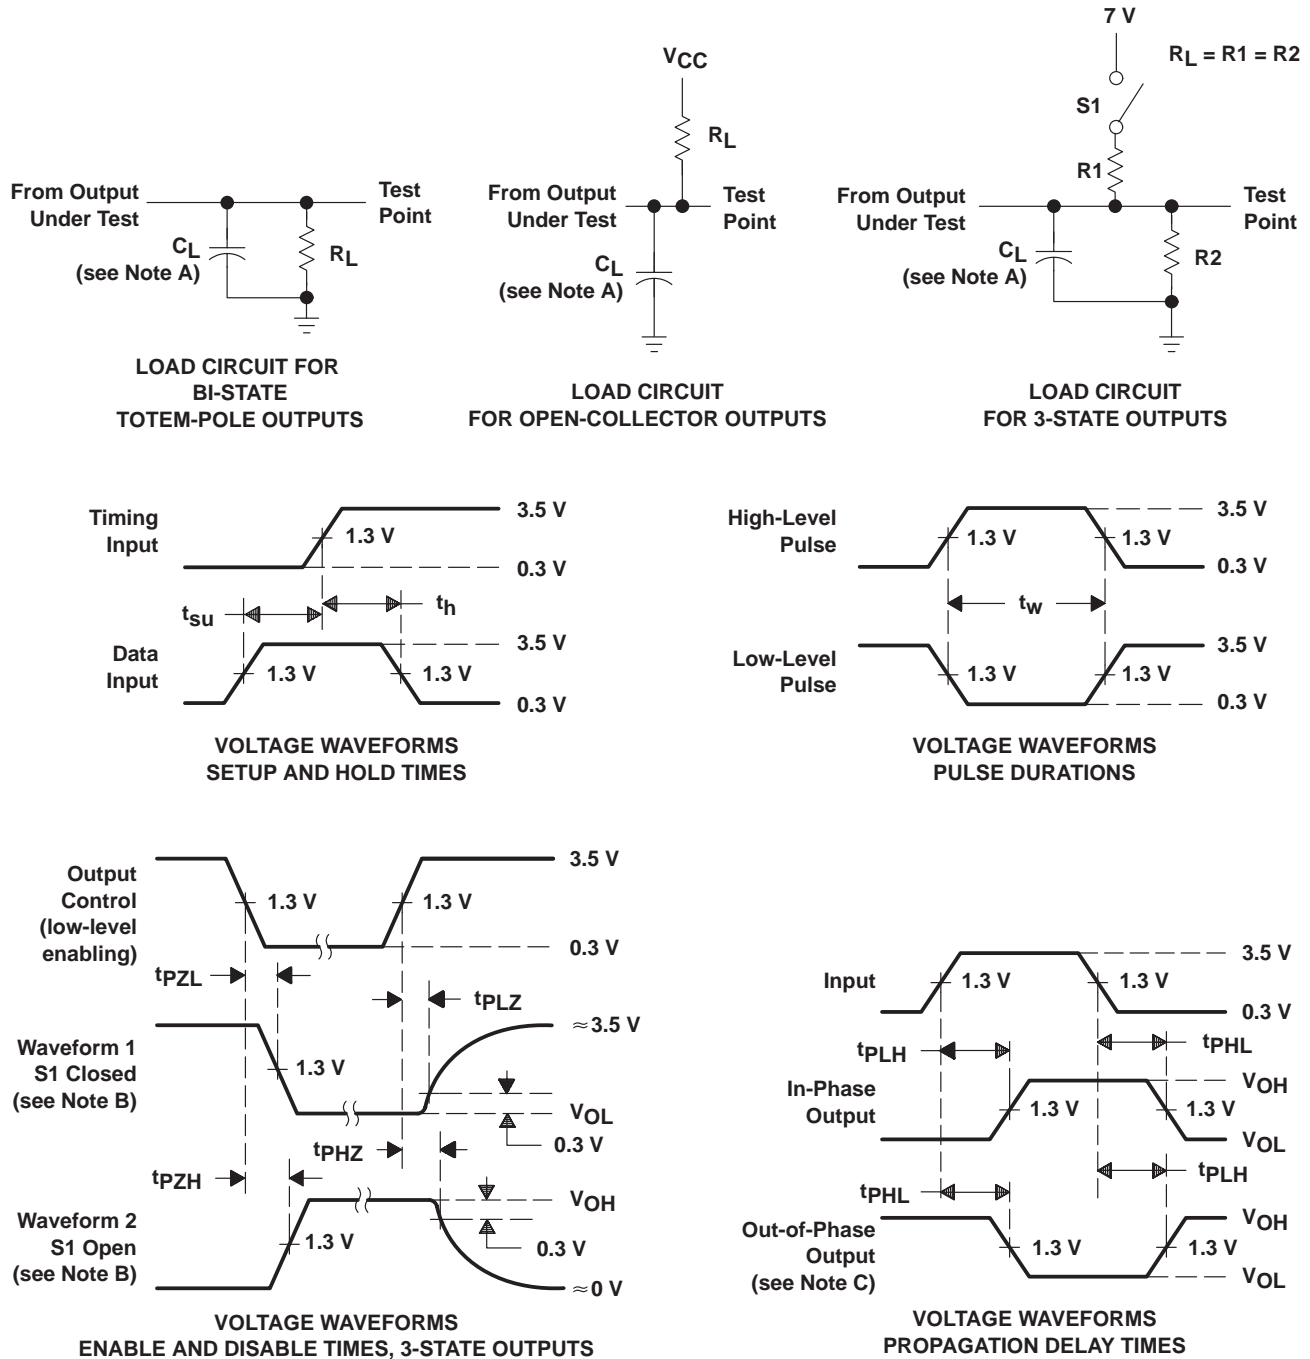 7 V
RL = R1 = R2
VCC
S1
RL
R1
From Output
Under Test
Test
Point
From Output
Under Test
Test
Point
From Output
Under Test
Test
Point
CL
(see Note A)
RL
CL
(see Note A)
CL
(see Note A)
R2
LOAD CIRCUIT FOR
BI-STATE
TOTEM-POLE OUTPUTS
LOAD CIRCUIT
FOR OPEN-COLLECTOR OUTPUTS
LOAD CIRCUIT
FOR 3-STATE OUTPUTS
Timing
Input
3.5 V
1.3 V
0.3 V
tsu
th
Data
Input
3.5 V
1.3 V
1.3 V
0.3 V
VOLTAGE WAVEFORMS
SETUP AND HOLD TIMES
High-Level
Pulse
3.5 V
1.3 V
1.3 V
0.3 V
tw
Low-Level
Pulse
3.5 V
1.3 V
1.3 V
0.3 V
VOLTAGE WAVEFORMS
PULSE DURATIONS
Output
Control
(low-level
enabling)
3.5 V
1.3 V
1.3 V
0.3 V
tPZL
tPLZ
≈3.5 V
Waveform 1
S1 Closed
(see Note B)
1.3 V
VOL
0.3 V
tPHZ
tPZH
VOH
Waveform 2
S1 Open
(see Note B)
1.3 V
0.3 V
≈0 V
VOLTAGE WAVEFORMS
ENABLE AND DISABLE TIMES, 3-STATE OUTPUTS
Input
3.5 V
1.3 V
1.3 V
0.3 V
tPLH
tPHL
In-Phase
Output
VOH
1.3 V
1.3 V
VOL
tPHL
tPLH
Out-of-Phase
Output
(see Note C)
VOH
1.3 V
1.3 V
VOL
VOLTAGE WAVEFORMS
PROPAGATION DELAY TIMES